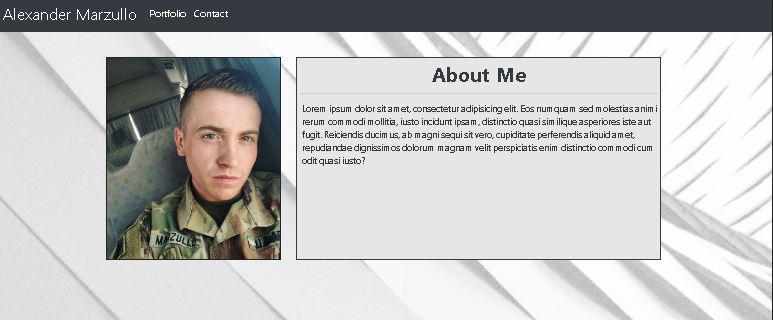 Alexander Marzullo Portfolio Contact
About Me
Lorem ipsum dolor sit amet, consectetur adipisicing elit. Eos numquam sed molestias animi
rerum commodi mollitia, iusto incidunt ipsam, distinctio quasi similique asperiores iste aut
fugit. Reiciendis ducimus, ab magni sequi sit vero, cupiditate perferendis aliquid amet,
repudiandae dignissimos dolorum magnam velit perspiciatis enim distinctio commodi cum
odit quasi iusto?
MARZULLO